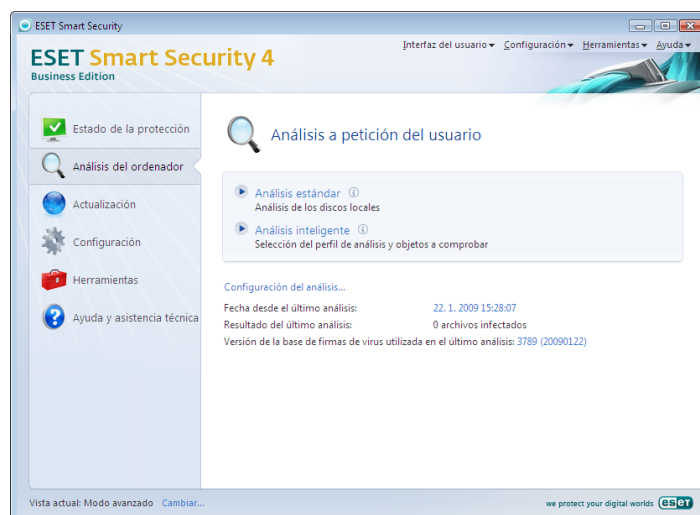 ESET Smart Security
ESET Smart Security 4
Business Edition
Interfaz del usuario Configuración Herramientas Ayuda
Estado de la protección
Análisis del ordenador
Actualización
Configuración
Herramientas
Ayuda y asistencia técnica
Análisis a petición del usuario
Análisis estándar
Análisis de los discos locales
Análisis inteligente
Selección del perfil de análisis y objetos a comprobar
Configuración del análisis...
Fecha desde el último análisis: 22. 1. 2009 15:28:07
Resultado del último análisis: 0 archivos infectados
Versión de la base de firmas de virus utilizada en el último análisis: 3789 (20090122)
Vista actual: Modo avanzado Cambiar...
we protect your digital worlds eset